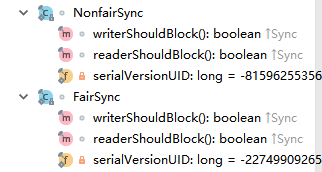 NonfairSync
writerShouldBlock(): boolean ↑Sync
readerShouldBlock(): boolean ↑Sync
serialVersionUID: long = -81596255356
FairSync
writerShouldBlock(): boolean ↑Sync
readerShouldBlock(): boolean ↑Sync
serialVersionUID: long = -22749909265